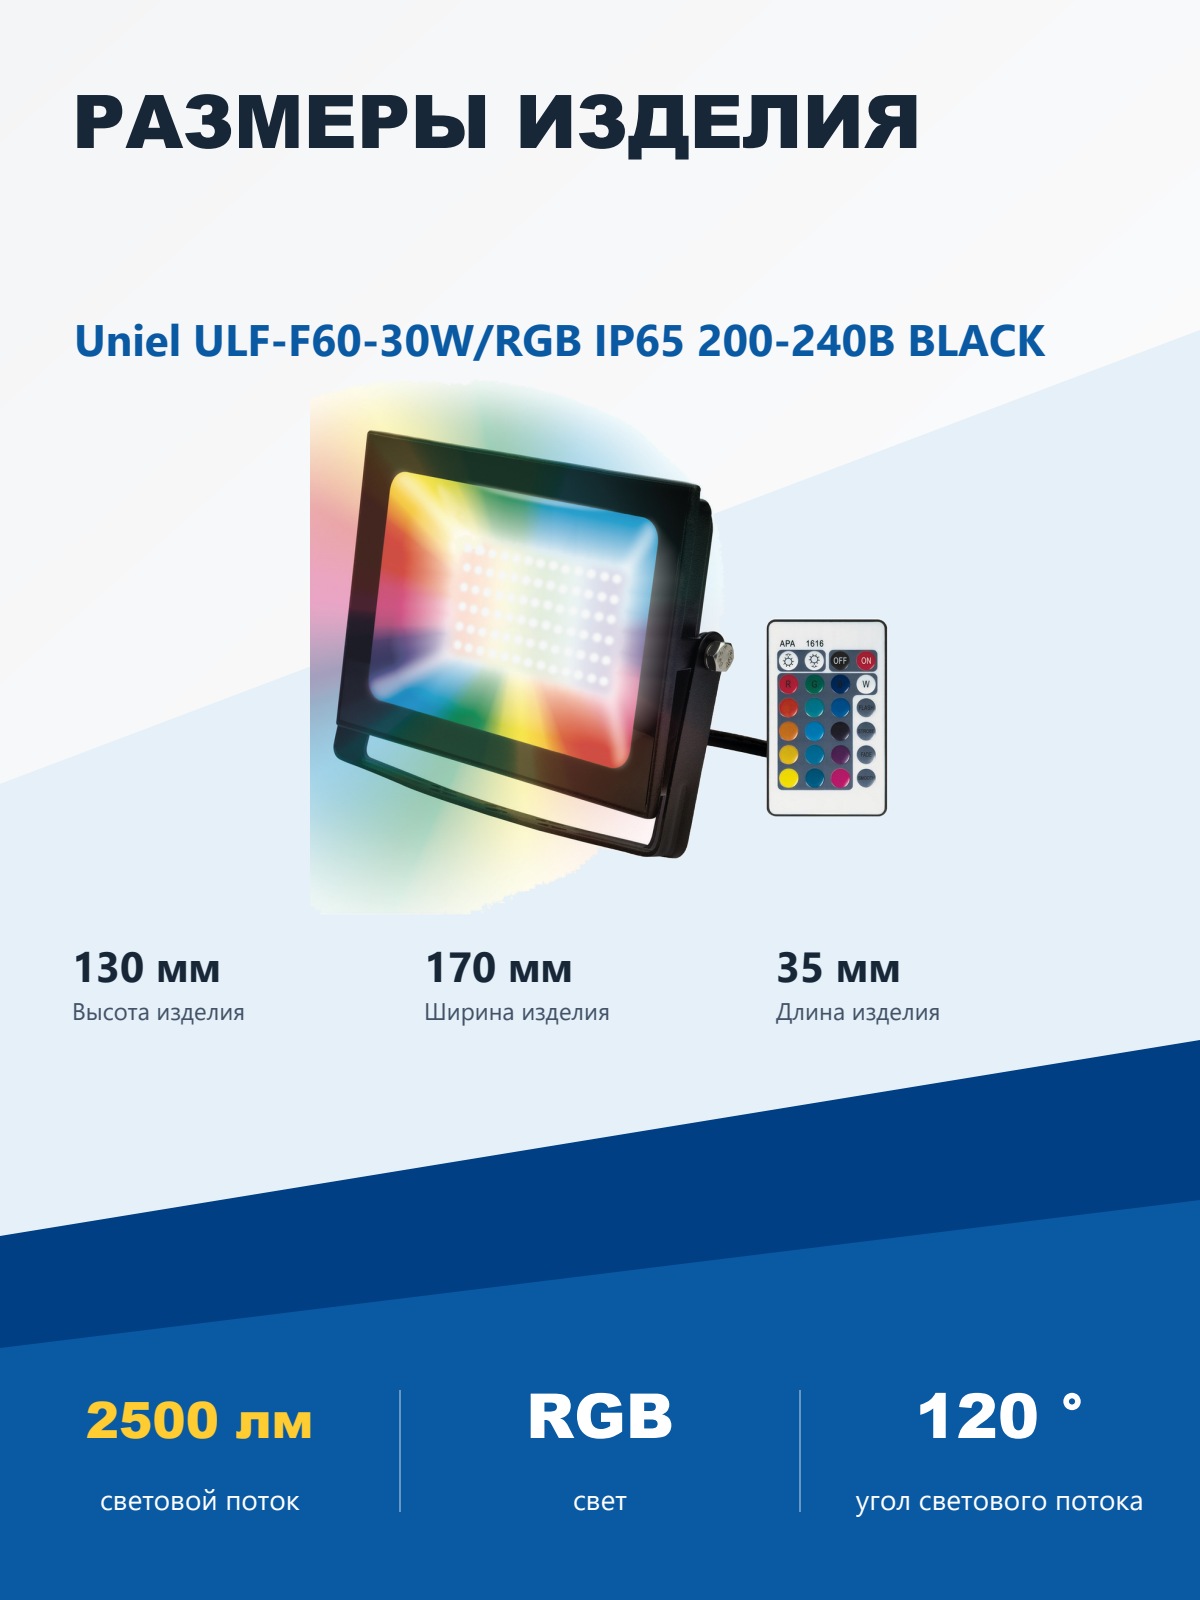 РАЗМЕРЫ ИЗДЕЛИЯ
Uniel ULF-F60-30W/RGB IP65 200-240В BLACK
APA 1616
OFF ON
R G W
130 мм
Высота изделия
170 мм
Ширина изделия
35 мм
Длина изделия
2500 лм
световой поток
RGB
свет
120 °
угол светового потока